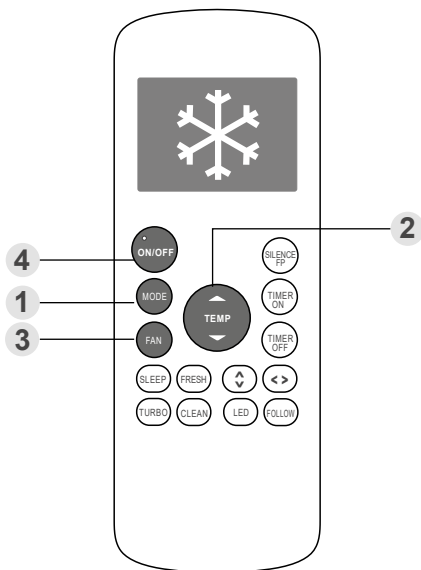 2
4
ON/OFF
SILENCE
FP
1
MODE
TEMP
TIMER
ON
3
FAN
TIMER
OFF
SLEEP FRESH
TURBO CLEAN LED FOLLOW